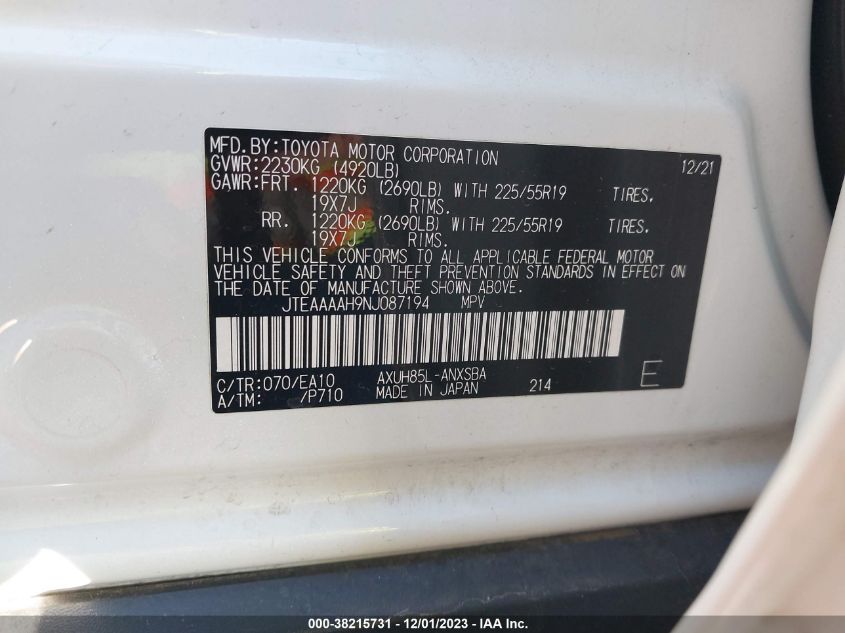 MFD.BY:TOYOTA MOTOR CORPORATION 12/21
GVWR:2230KG (4920LB)
GAWR:FRT. 1220KG (2690LB) WITH 225/55R19 TIRES,
19X7J RIMS.
RR. 1220KG (2690LB) WITH 225/55R19 TIRES,
19X7J RIMS.
THIS VEHICLE CONFORMS TO ALL APPLICABLE FEDERAL MOTOR
VEHICLE SAFETY AND THEFT PREVENTION STANDARDS IN EFFECT ON
THE DATE OF MANUFACTURE SHOWN ABOVE.
JTEAAAAH9NJ087194 MPV
C/TR:070/EA10 AXUH85L-ANXSBA E
A/TM: /P710 MADE IN JAPAN 214
000-38215731 - 12/01/2023 - IAA Inc.